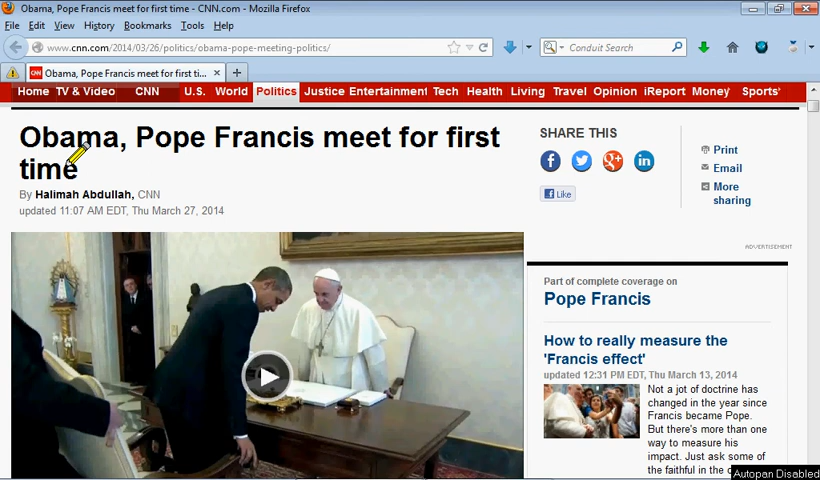 Obama, Pope Francis meet for first time - CNN.com - Mozilla Firefox
File Edit View History Bookmarks Tools Help
www.cnn.com/2014/03/26/politics/obama-pope-meeting-politics/
Conduit Search
CNN Obama, Pope Francis meet for first ti...
Home TV & Video CNN U.S. World Politics Justice Entertainment Tech Health Living Travel Opinion iReport Money Sports
Obama, Pope Francis meet for first
time
By Halimah Abdullah, CNN
updated 11:07 AM EDT, Thu March 27, 2014
SHARE THIS
Like
Print
Email
More
sharing
ADVERTISEMENT
Part of complete coverage on
Pope Francis
How to really measure the
'Francis effect'
updated 12:31 PM EDT, Thu March 13, 2014
Not a jot of doctrine has
changed in the year since
Francis became Pope.
But there's more than one
way to measure his
impact. Just ask some of
the faithful in the
Autopan Disabled